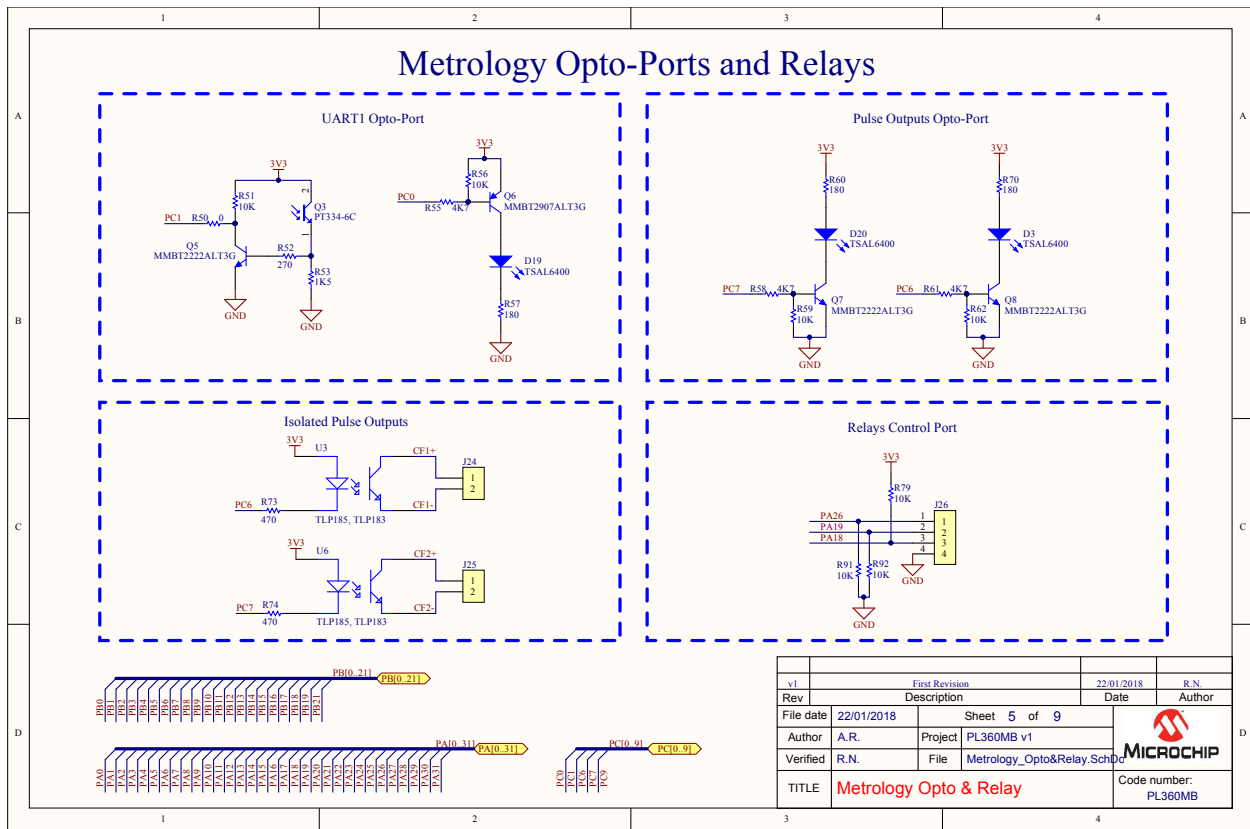 1 2 3 4
Metrology Opto-Ports and Relays
A A
B B
C C
D D
UART1 Opto-Port
3V3
R51
10K
2
Q3
PT334-6C
1
PC1 R50 0
Q5
MMBT2222ALT3G
R52
270
R53
1K5
GND
GND
3V3
R56
10K
PC0
R55 4K7
Q6
MMBT2907ALT3G
D19
TSAL6400
R57
180
GND
Pulse Outputs Opto-Port
3V3
R60
180
D20
TSAL6400
PC7 R58 4K7
R59
10K
Q7
MMBT2222ALT3G
GND
3V3
R70
180
D3
TSAL6400
PC6 R61 4K7
R62
10K
Q8
MMBT2222ALT3G
GND
Isolated Pulse Outputs
3V3 U3
CF1+
J24
1
2
PC6 R73
470
CF1-
TLP185, TLP183
3V3 U6
CF2+
J25
1
2
PC7 R74
470
CF2-
TLP185, TLP183
Relays Control Port
3V3
R79
10K
J26
PA26 1 1
PA19 2 2
PA18 3 3
4 4
R91
10K
R92
10K
GND
GND
PB[0..21] PB[0..21]
PB0 PB1 PB2 PB3 PB4 PB5 PB6 PB7 PB8 PB9 PB10 PB11 PB12 PB13 PB14 PB15 PB16 PB17 PB18 PB19 PB21
PA[0..31] PA[0..31]
PA0 PA1 PA2 PA3 PA4 PA5 PA6 PA7 PA8 PA9 PA10 PA11 PA12 PA13 PA14 PA15 PA16 PA17 PA18 PA19 PA20 PA21 PA22 PA23 PA24 PA25 PA26 PA27 PA28 PA29 PA30 PA31
PC[0..9] PC[0..9]
PC0 PC1 PC6 PC7 PC9
v1 First Revision 22/01/2018 R.N.
Rev Description Date Author
File date 22/01/2018 Sheet 5 of 9
Author A.R. Project PL360MB v1
Verified R.N. File Metrology_Opto&Relay.SchDo
MICROCHIP
TITLE Metrology Opto & Relay
Code number:
PL360MB
1 2 3 4